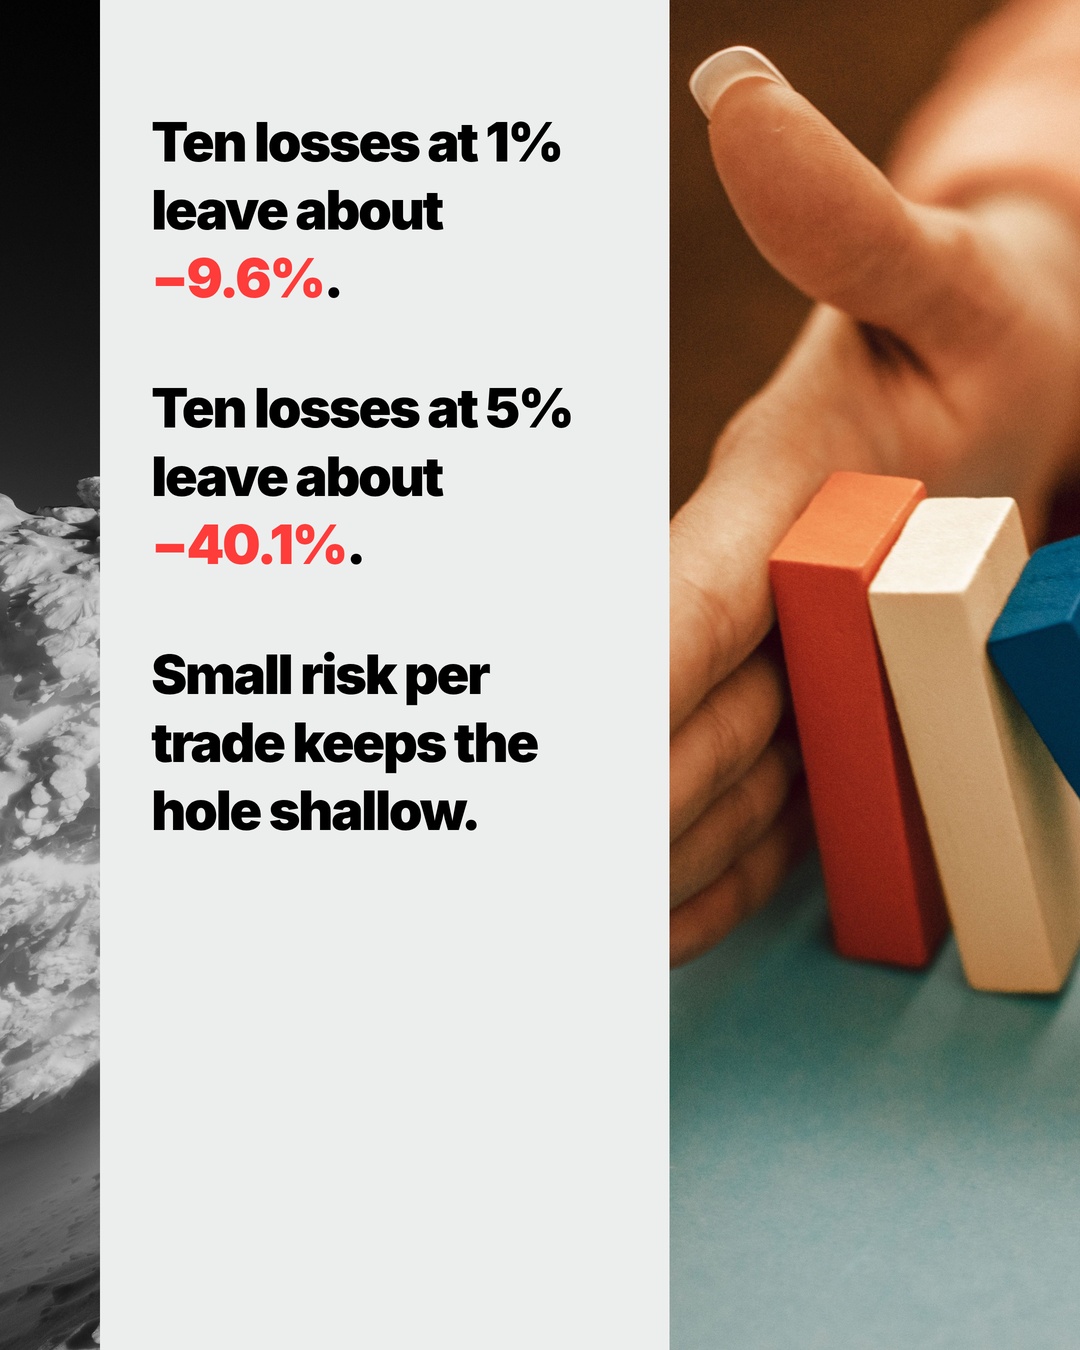 Ten losses at 1%
leave about
–9.6%.
Ten losses at 5%
leave about
–40.1%.
Small risk per
trade keeps the
hole shallow.